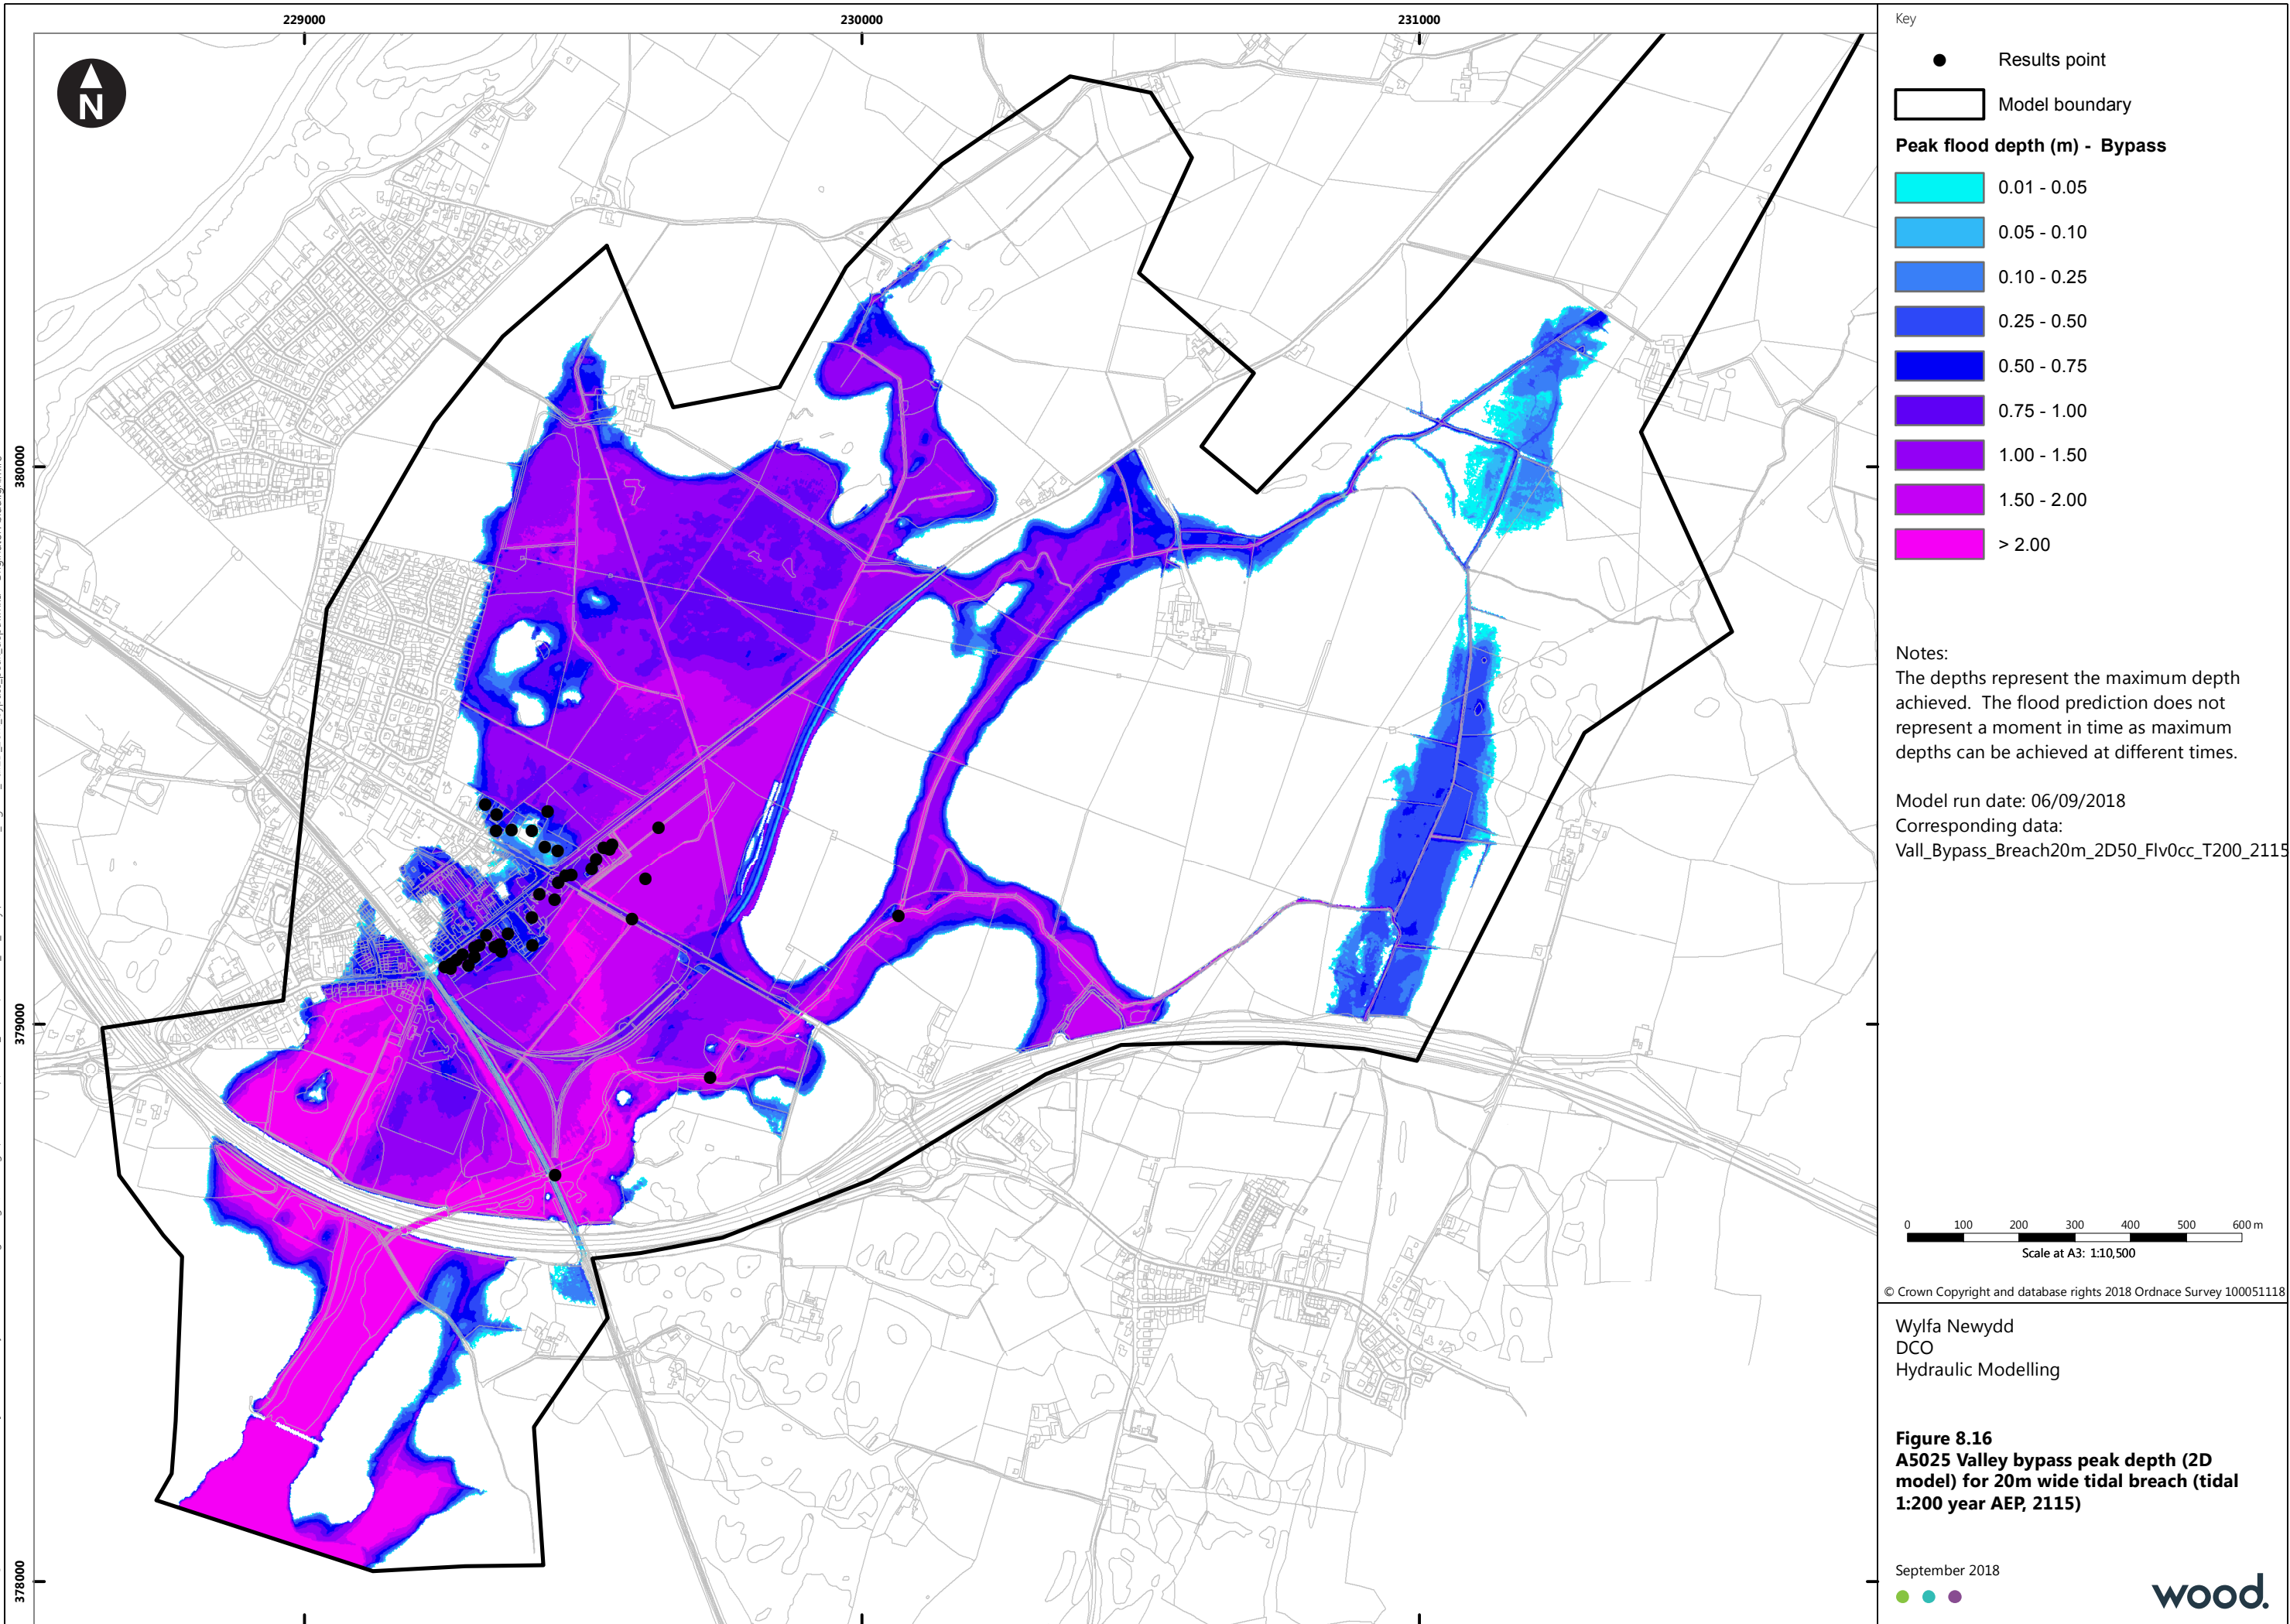 229000
230000
231000
380000
379000
378000
N
Key
Results point
Model boundary
Peak flood depth (m) - Bypass
0.01 - 0.05
0.05 - 0.10
0.10 - 0.25
0.25 - 0.50
0.50 - 0.75
0.75 - 1.00
1.00 - 1.50
1.50 - 2.00
> 2.00
Notes:
The depths represent the maximum depth
achieved. The flood prediction does not
represent a moment in time as maximum
depths can be achieved at different times.
Model run date: 06/09/2018
Corresponding data:
Vall_Bypass_Breach20m_2D50_Flv0cc_T200_2115
0 100 200 300 400 500 600 m
Scale at A3: 1:10,500
© Crown Copyright and database rights 2018 Ordnace Survey 100051118
Wylfa Newydd
DCO
Hydraulic Modelling
Figure 8.16
A5025 Valley bypass peak depth (2D
model) for 20m wide tidal breach (tidal
1:200 year AEP, 2115)
September 2018
wood.